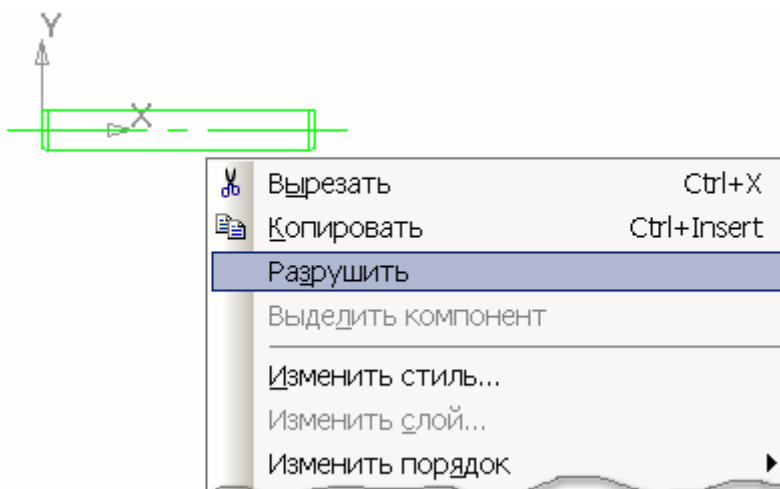 Y
X
Вырезать Ctrl+X
Копировать Ctrl+Insert
Разрушить
Выделить компонент
Изменить стиль...
Изменить слой...
Изменить порядок